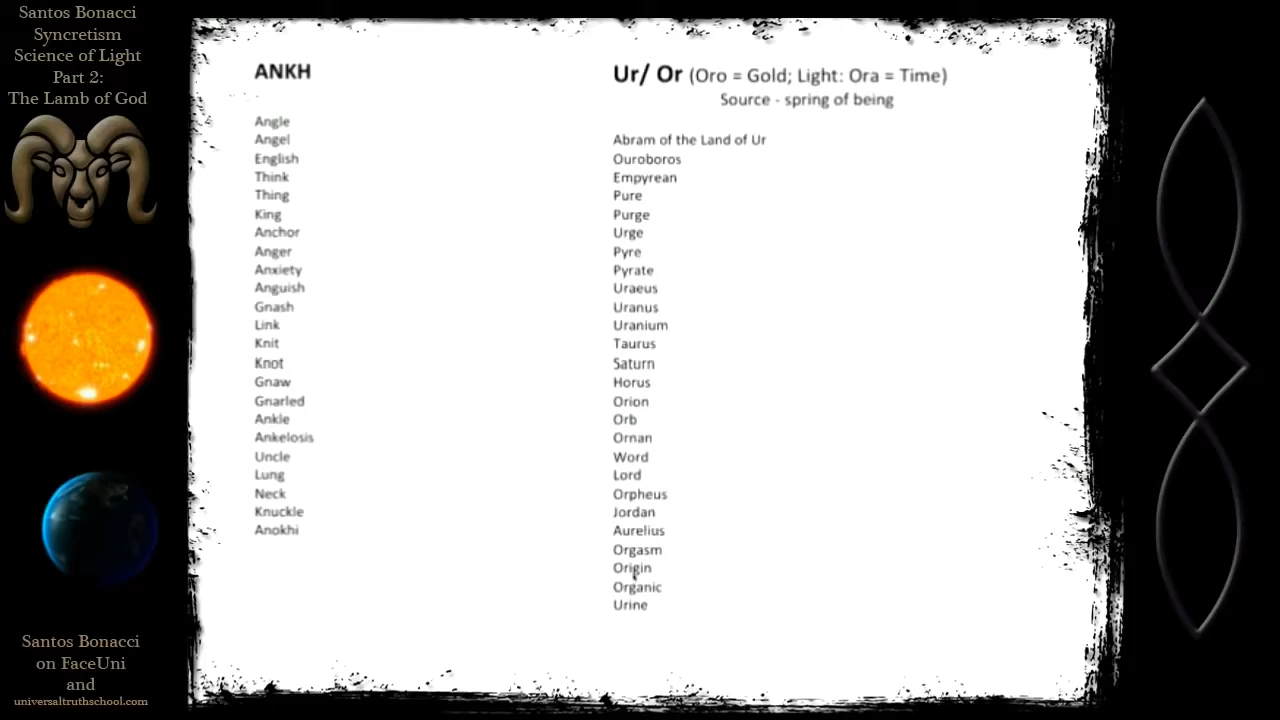 Santos Bonacci
Syncretism
Science of Light
Part 2:
The Lamb of God
ANKH
Angle
Angel
English
Think
Thing
King
Anchor
Anger
Anxiety
Anguish
Gnash
Link
Knit
Knot
Gnaw
Gnarled
Ankle
Ankelosis
Uncle
Lung
Neck
Knuckle
Anokhi
Ur/ Or (Oro = Gold; Light: Ora = Time)
Source - spring of being
Abram of the Land of Ur
Ouroboros
Empyrean
Pure
Purge
Urge
Pyre
Pyrate
Uraeus
Uranus
Uranium
Taurus
Saturn
Horus
Orion
Orb
Ornan
Word
Lord
Orpheus
Jordan
Aurelius
Orgasm
Origin
Organic
Urine
Santos Bonacci
on FaceUni
and
universaltruthschool.com